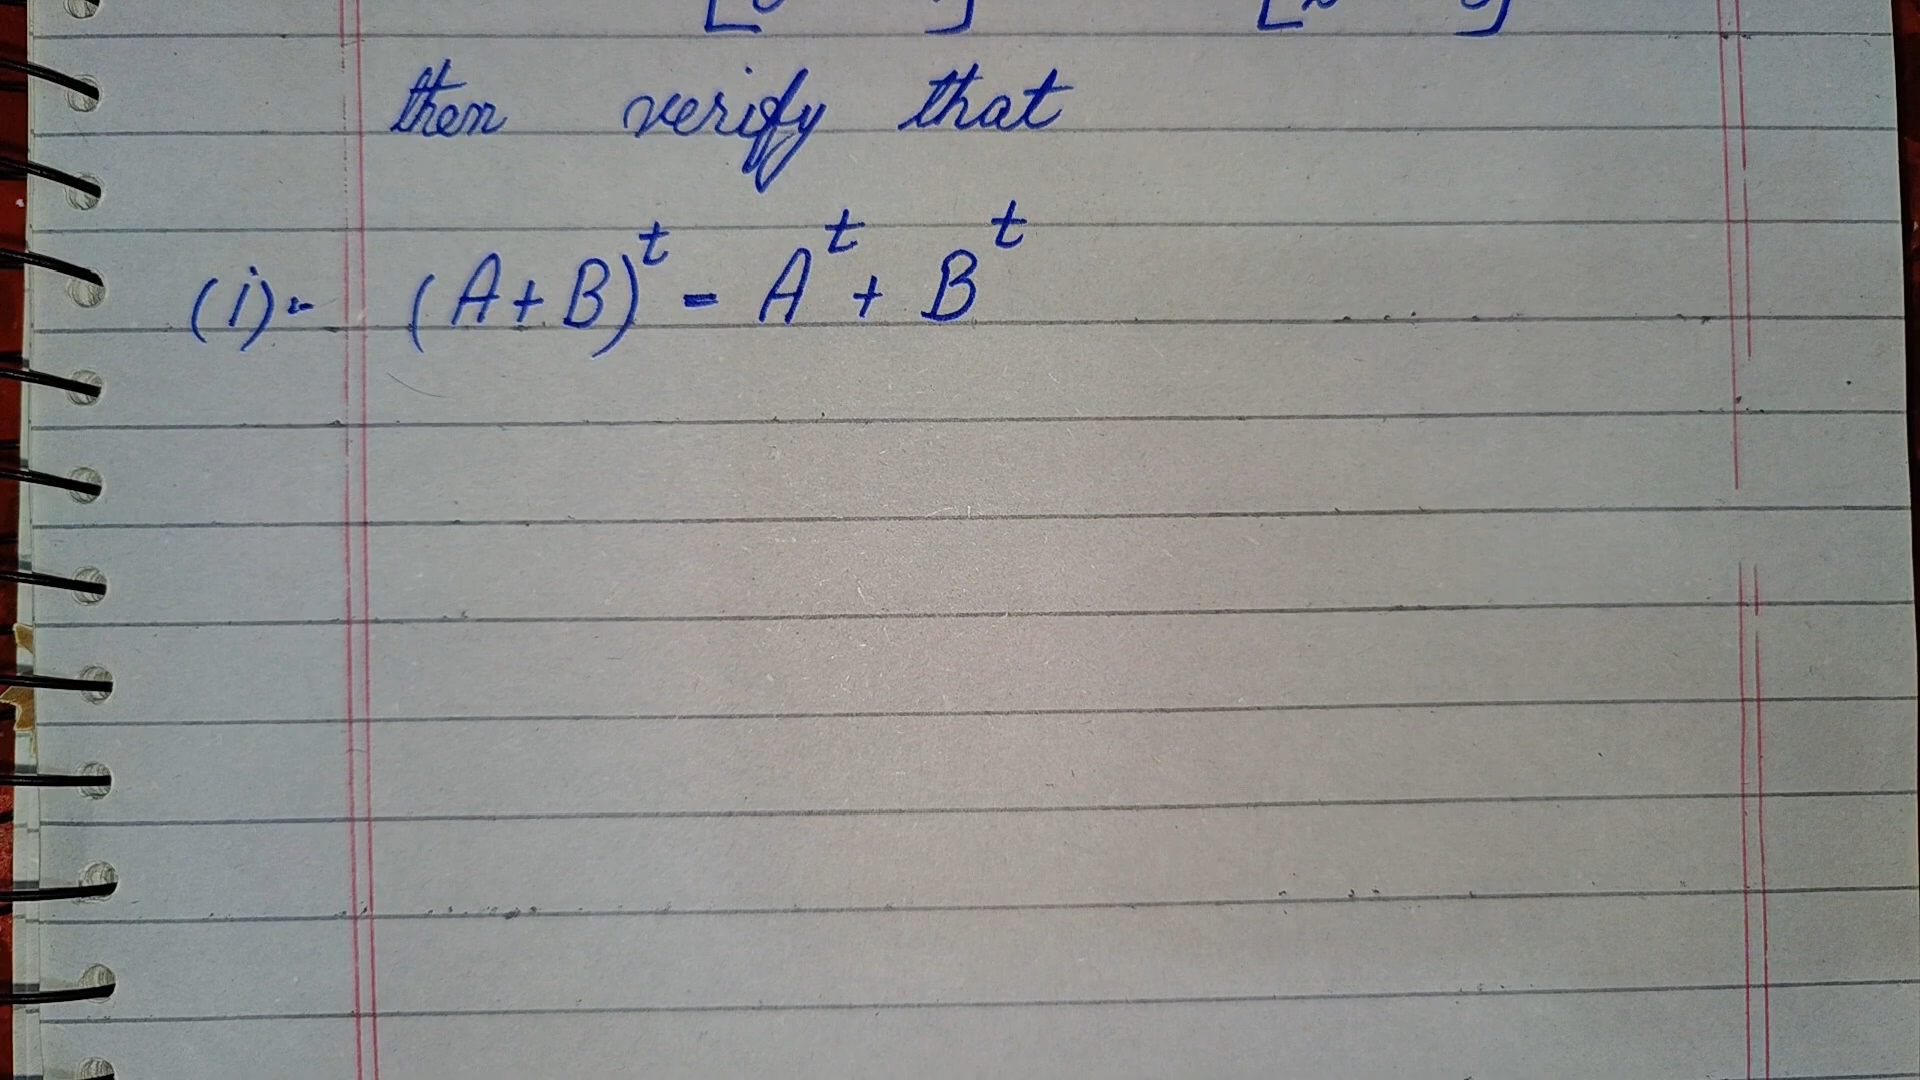 then verify that
(i)- (A+B)^t = A^t + B^t